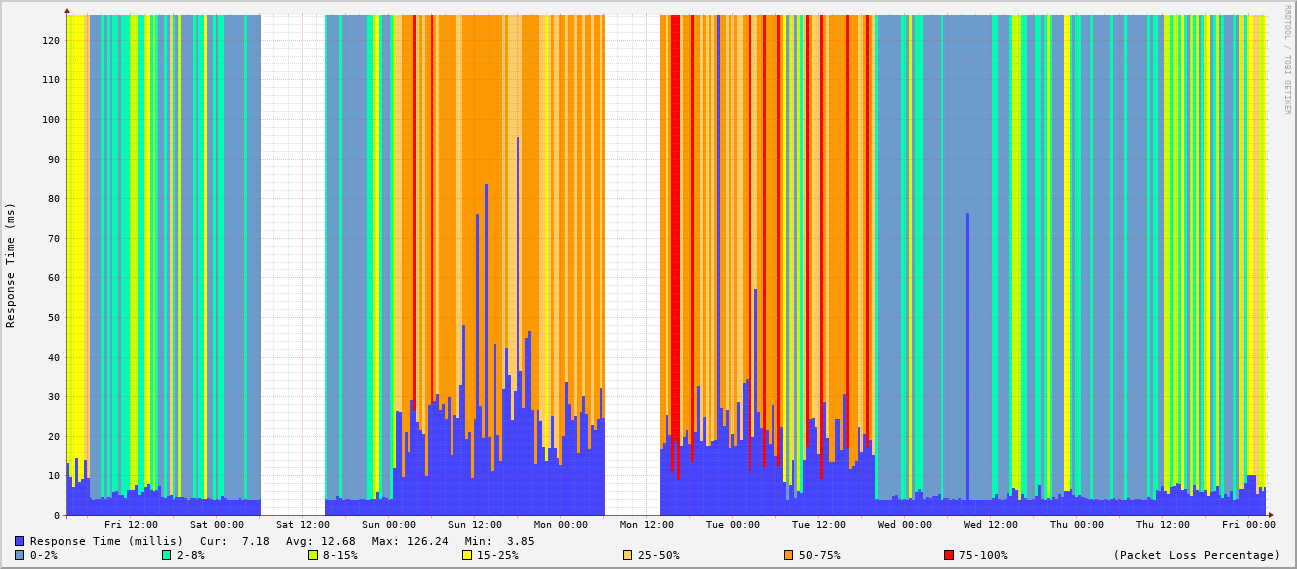 RRDTOOL / TOBI OETIKER
Response Time (ms)
120
110
100
90
80
70
60
50
40
30
20
10
0
Fri 12:00 Sat 00:00 Sat 12:00 Sun 00:00 Sun 12:00 Mon 00:00 Mon 12:00 Tue 00:00 Tue 12:00 Wed 00:00 Wed 12:00 Thu 00:00 Thu 12:00 Fri 00:00
Response Time (millis) Cur: 7.18 Avg: 12.68 Max: 126.24 Min: 3.85
0-2% 2-8% 8-15% 15-25% 25-50% 50-75% 75-100% (Packet Loss Percentage)